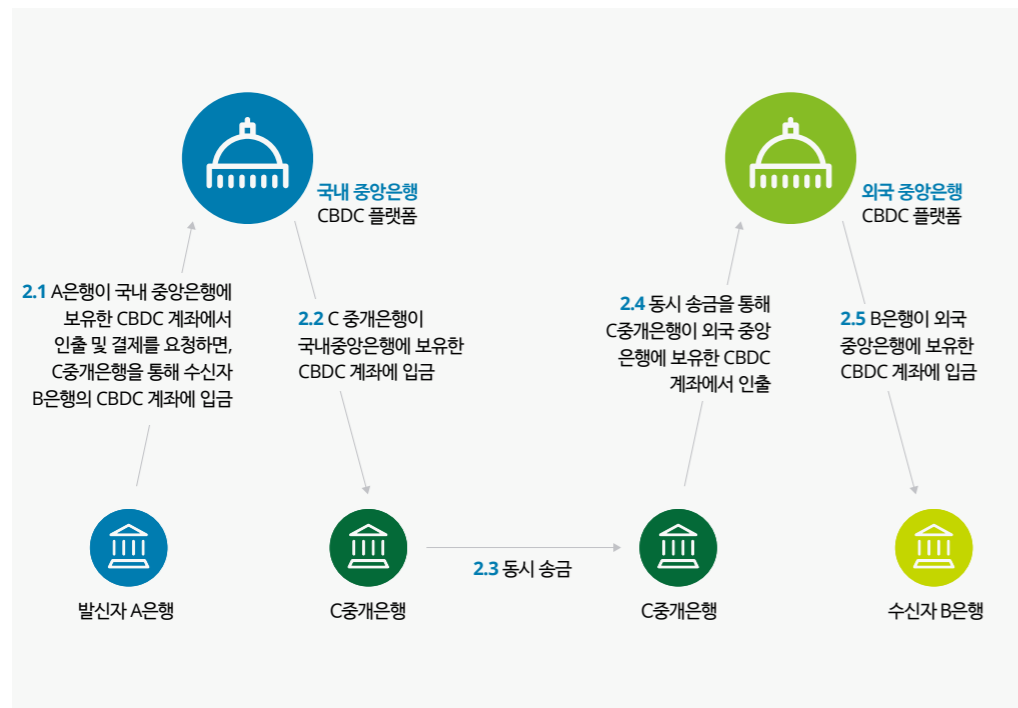 국내 중앙은행
CBDC 플랫폼
외국 중앙은행
CBDC 플랫폼
2.1 A은행이 국내 중앙은행에
보유한 CBDC 계좌에서
인출 및 결제를 요청하면,
C중개은행을 통해 수신자
B은행의 CBDC 계좌에 입금
2.2 C 중개은행이
국내중앙은행에 보유한
CBDC 계좌에 입금
2.4 동시 송금을 통해
C중개은행이 외국 중앙
은행에 보유한 CBDC
계좌에서 인출
2.5 B은행이 외국
중앙은행에 보유한
CBDC 계좌에 입금
2.3 동시 송금
발신자 A은행
C중개은행
C중개은행
수신자 B은행